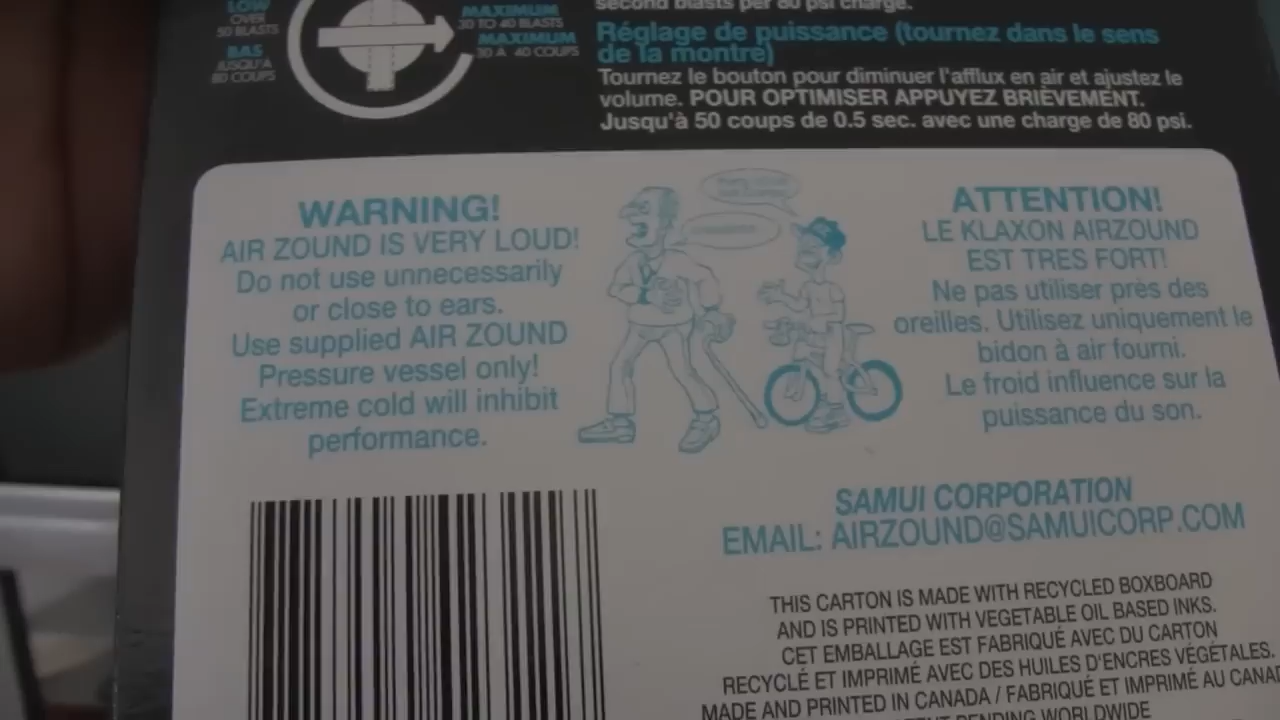 LOW
OVER
50 BLASTS
BAS
JUSQU'À
80 COUPS
MAXIMUM
30 TO 40 BLASTS
MAXIMUM
30 A 40 COUPS
second blasts per 80 psi charge.
Réglage de puissance (tournez dans le sens
de la montre)
Tournez le bouton pour diminuer l'afflux en air et ajustez le
volume. POUR OPTIMISER APPUYEZ BRIÈVEMENT.
Jusqu'à 50 coups de 0.5 sec. avec une charge de 80 psi.
WARNING!
AIR ZOUND IS VERY LOUD!
Do not use unnecessarily
or close to ears.
Use supplied AIR ZOUND
Pressure vessel only!
Extreme cold will inhibit
performance.
ATTENTION!
LE KLAXON AIRZOUND
EST TRES FORT!
Ne pas utiliser près des
oreilles. Utilisez uniquement le
bidon à air fourni.
Le froid influence sur la
puissance du son.
SAMUI CORPORATION
EMAIL: AIRZOUND@SAMUICORP.COM
THIS CARTON IS MADE WITH RECYCLED BOXBOARD
AND IS PRINTED WITH VEGETABLE OIL BASED INKS.
CET EMBALLAGE EST FABRIQUÉ AVEC DU CARTON
RECYCLÉ ET IMPRIMÉ AVEC DES HUILES D'ENCRES VÉGÉTALES.
MADE AND PRINTED IN CANADA / FABRIQUÉ ET IMPRIMÉ AU CANAD
PENDING WORLDWIDE